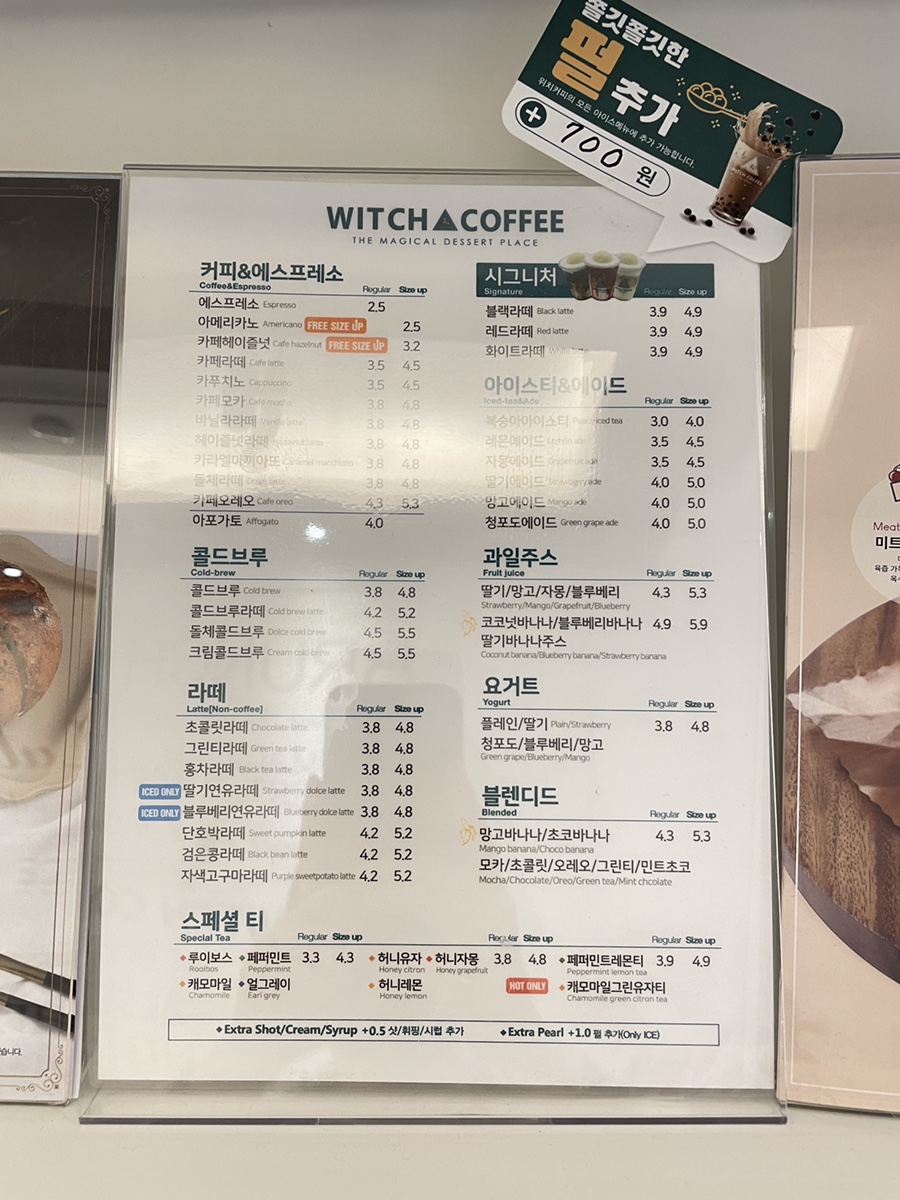 쫄깃쫄깃한
펄 추가
위치커피의 모든 아이스메뉴에 추가 가능합니다.
+ 700 원
WITCH COFFEE
THE MAGICAL DESSERT PLACE
커피&에스프레소
Coffee&Espresso Regular Size up
에스프레소 Espresso 2,5
아메리카노 Americano FREE SIZE UP 2.5
카페헤이즐넛 Cafe hazelnut FREE SIZE UP 3.2
카페라떼 Cafe latte 3.5 4.5
카푸치노 Cappuccino 3.5 4.5
카페모카 Cafe mocha 3.8 4.8
바닐라라떼 Vanilla latte 3.8 4.8
헤이즐넛라떼 Hazelnut latte 3.8 4.8
카라멜마끼아또 Caramel macchiato 3.8 4.8
돌체라떼 Dolce latte 3.8 4.8
카페오레오 Cafe oreo 4,3 5,3
아포가토 Affogato 4.0
콜드브루
Cold-brew Regular Size up
콜드브루 Cold brew 3.8 4.8
콜드브루라떼 Cold brew latte 4.2 5.2
돌체콜드브루 Dolce cold brew 4.5 5.5
크림콜드브루 Cream cold brew 4.5 5.5
라떼
Latte[Non-coffee] Regular Size up
초콜릿라떼 Chocolate latte 3,8 4.8
그린티라떼 Green tea latte 3,8 4.8
홍차라떼 Black tea latte 3.8 4.8
ICED ONLY 딸기연유라떼 Strawberry dolce latte 3.8 4.8
ICED ONLY 블루베리연유라떼 Blueberry dolce latte 3.8 4.8
단호박라떼 Sweet pumpkin latte 4,2 5.2
검은콩라떼 Black bean latte 4,2 5.2
자색고구마라떼 Purple sweetpotato latte 4,2 5.2
시그니처
Signature Regular Size up
블랙라떼 Black latte 3.9 4.9
레드라떼 Red latte 3.9 4.9
화이트라떼 3.9 4.9
아이스티&에이드
Iced-tea&Ade Regular Size up
복숭아아이스티 Peach iced tea 3.0 4.0
레몬에이드 Lemon ade 3.5 4.5
자몽에이드 Grapefruit ade 3.5 4.5
딸기에이드 Strawberry ade 4.0 5.0
망고에이드 Mango ade 4.0 5.0
청포도에이드 Green grape ade 4.0 5.0
과일주스
Fruit juice Regular Size up
딸기/망고/자몽/블루베리 4.3 5.3
Strawberry/Mango/Grapefruit/Blueberry
코코넛바나나/블루베리바나나 4.9 5.9
딸기바나나주스
Coconut banana/Blueberry banana/Strawberry banana
요거트
Yogurt Regular Size up
플레인/딸기 Plain/Strawberry 3.8 4.8
청포도/블루베리/망고
Green grape/Blueberry/Mango
블렌디드
Blended Regular Size up
망고바나나/초코바나나 4.3 5.3
Mango banana/Choco banana
모카/초콜릿/오레오/그린티/민트초코
Mocha/Chocolate/Oreo/Green tea/Mint chcolate
스페셜 티
Special Tea Regular Size up Regular Size up Regular Size up
루이보스 페퍼민트 3.3 4.3 허니유자 허니자몽 3.8 4.8 페퍼민트레몬티 3.9 4.9
Rooibos Peppermint Honey citron Honey grapefruit Peppermint lemon tea
캐모마일 얼그레이 허니레몬 HOT ONLY 캐모마일그린유자티
Chamomile Earl grey Honey lemon Chamomile green citron tea
Extra Shot/Cream/Syrup +0.5 샷/휘핑/시럽 추가 Extra Pearl +1.0 펄 추가(Only ICE)
Meat
미트